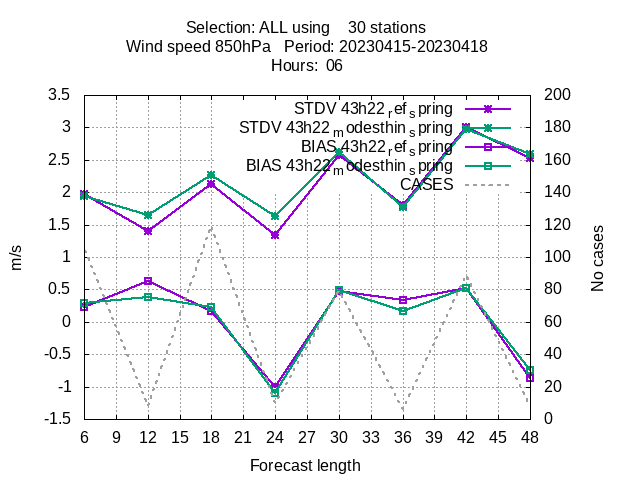 Selection: ALL using 30 stations
Wind speed 850hPa Period: 20230415-20230418
Hours: 06
3.5
3
2.5
2
1.5
1
0.5
0
-0.5
-1
-1.5
m/s
STDV 43h22_ref_spring
STDV 43h22_modesthin_spring
BIAS 43h22_ref_spring
BIAS 43h22_modesthin_spring
CASES
200
180
160
140
120
100
80
60
40
20
0
No cases
6 9 12 15 18 21 24 27 30 33 36 39 42 45 48
Forecast length